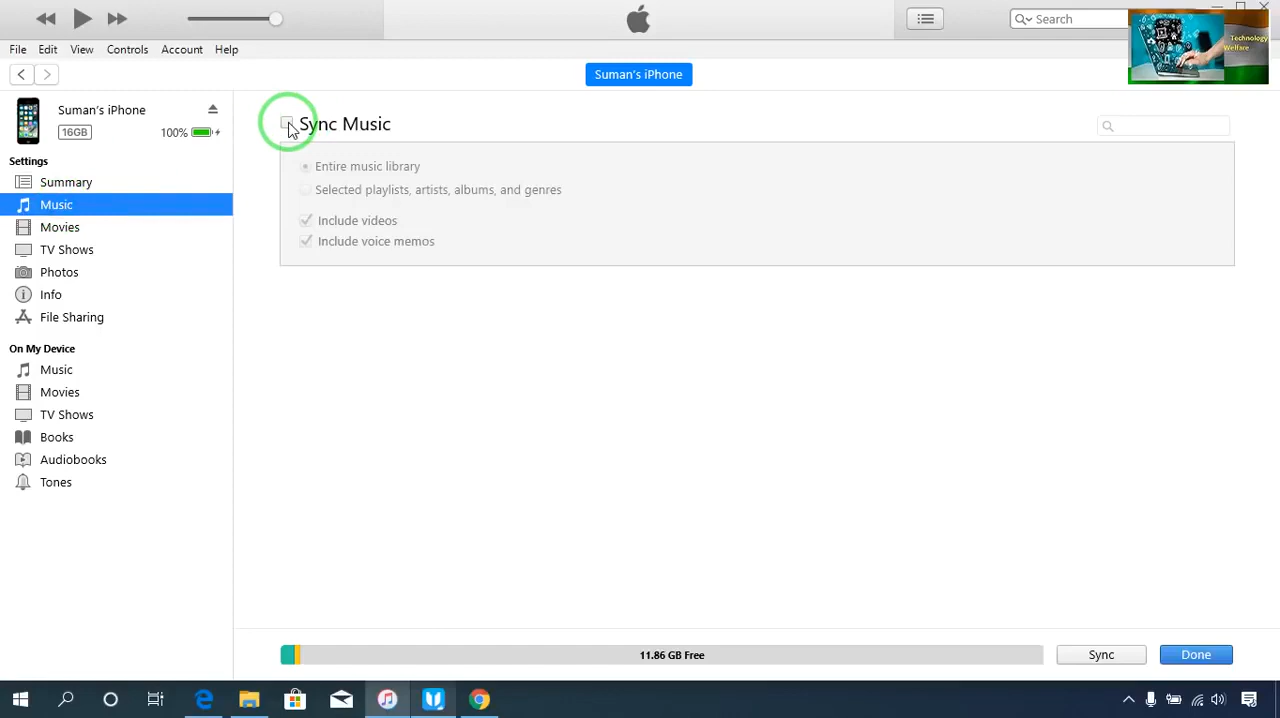 Search
Technology
Welfare
File Edit View Controls Account Help
Suman's iPhone
Suman's iPhone
16GB 100%
Settings
Summary
Music
Movies
TV Shows
Photos
Info
File Sharing
On My Device
Music
Movies
TV Shows
Books
Audiobooks
Tones
Sync Music
Entire music library
Selected playlists, artists, albums, and genres
Include videos
Include voice memos
11.86 GB Free
Sync
Done